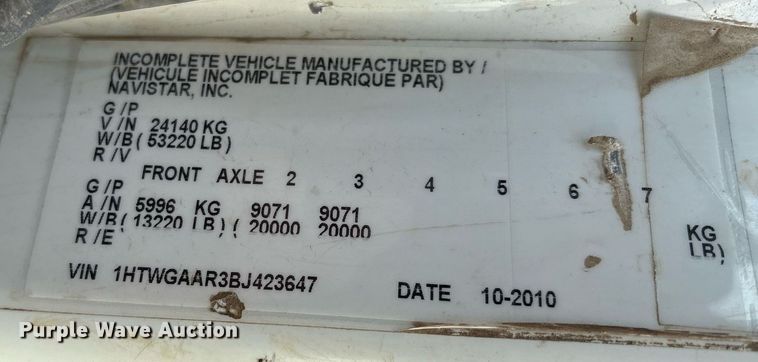 INCOMPLETE VEHICLE MANUFACTURED BY /
(VEHICULE INCOMPLET FABRIQUE PAR)
NAVISTAR, INC.
G /P
V /N 24140 KG
W/B ( 53220 LB )
R /V
FRONT AXLE 2 3 4 5 6 7
G /P
A /N 5996 KG 9071 9071 KG
W/B ( 13220 LB ) ( 20000 20000 LB)
R /E
VIN 1HTWGAAR3BJ423647 DATE 10-2010
Purple Wave Auction